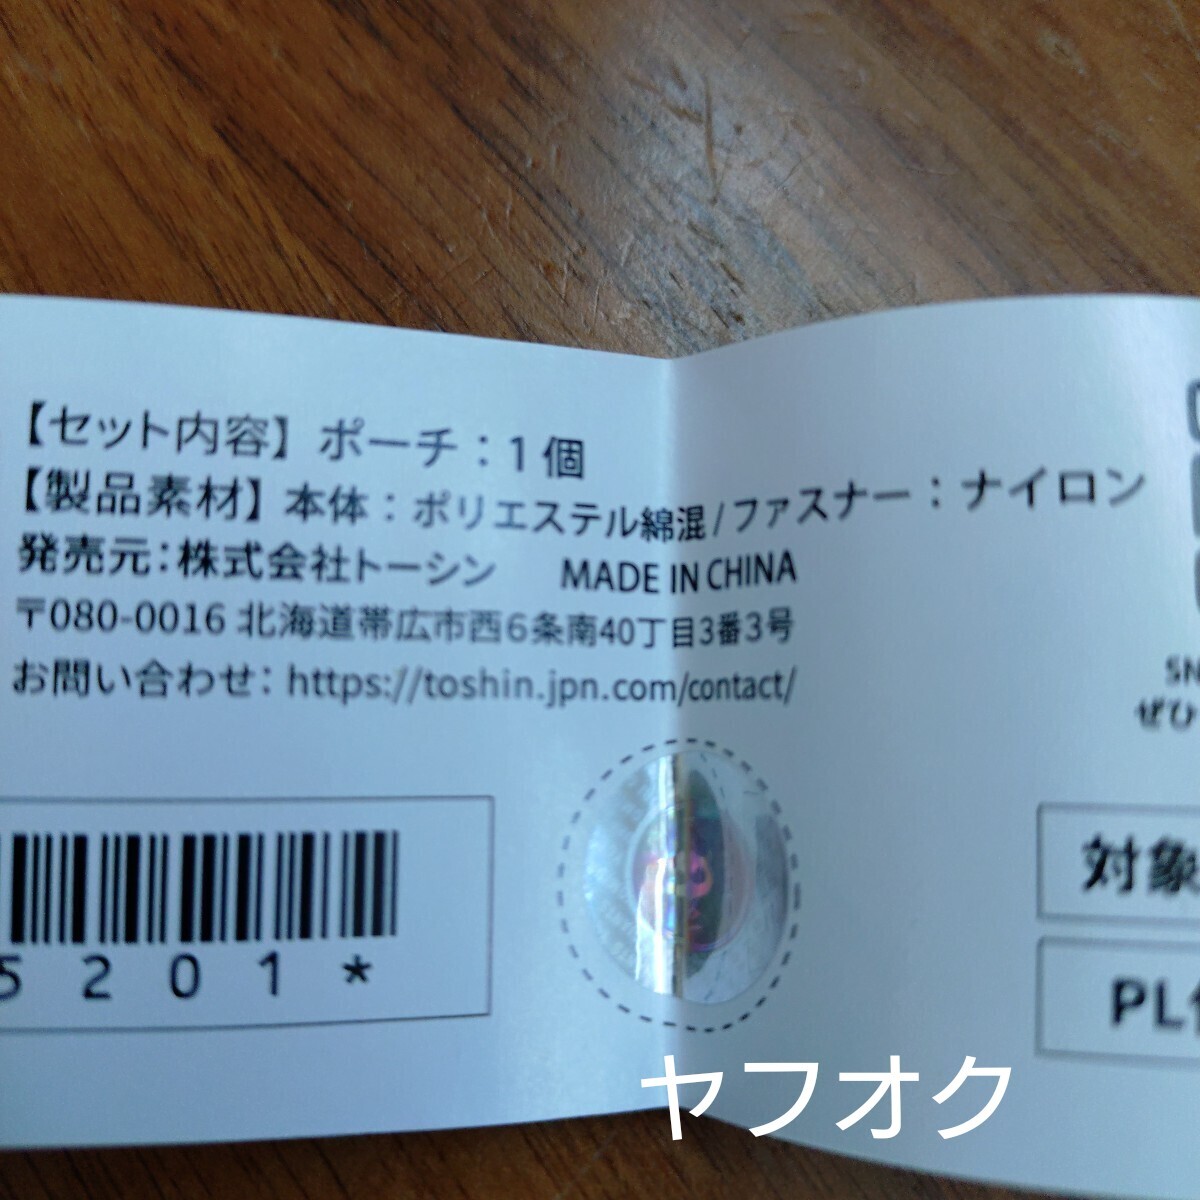 【セット内容】ポーチ：1個
【製品素材】本体：ポリエステル綿混/ファスナー：ナイロン
発売元：株式会社トーシン MADE IN CHINA
〒080-0016 北海道帯広市西6条南40丁目3番3号
お問い合わせ：https://toshin.jpn.com/contact/
SN
ぜひ
5201*
対象
PL
ヤフオク